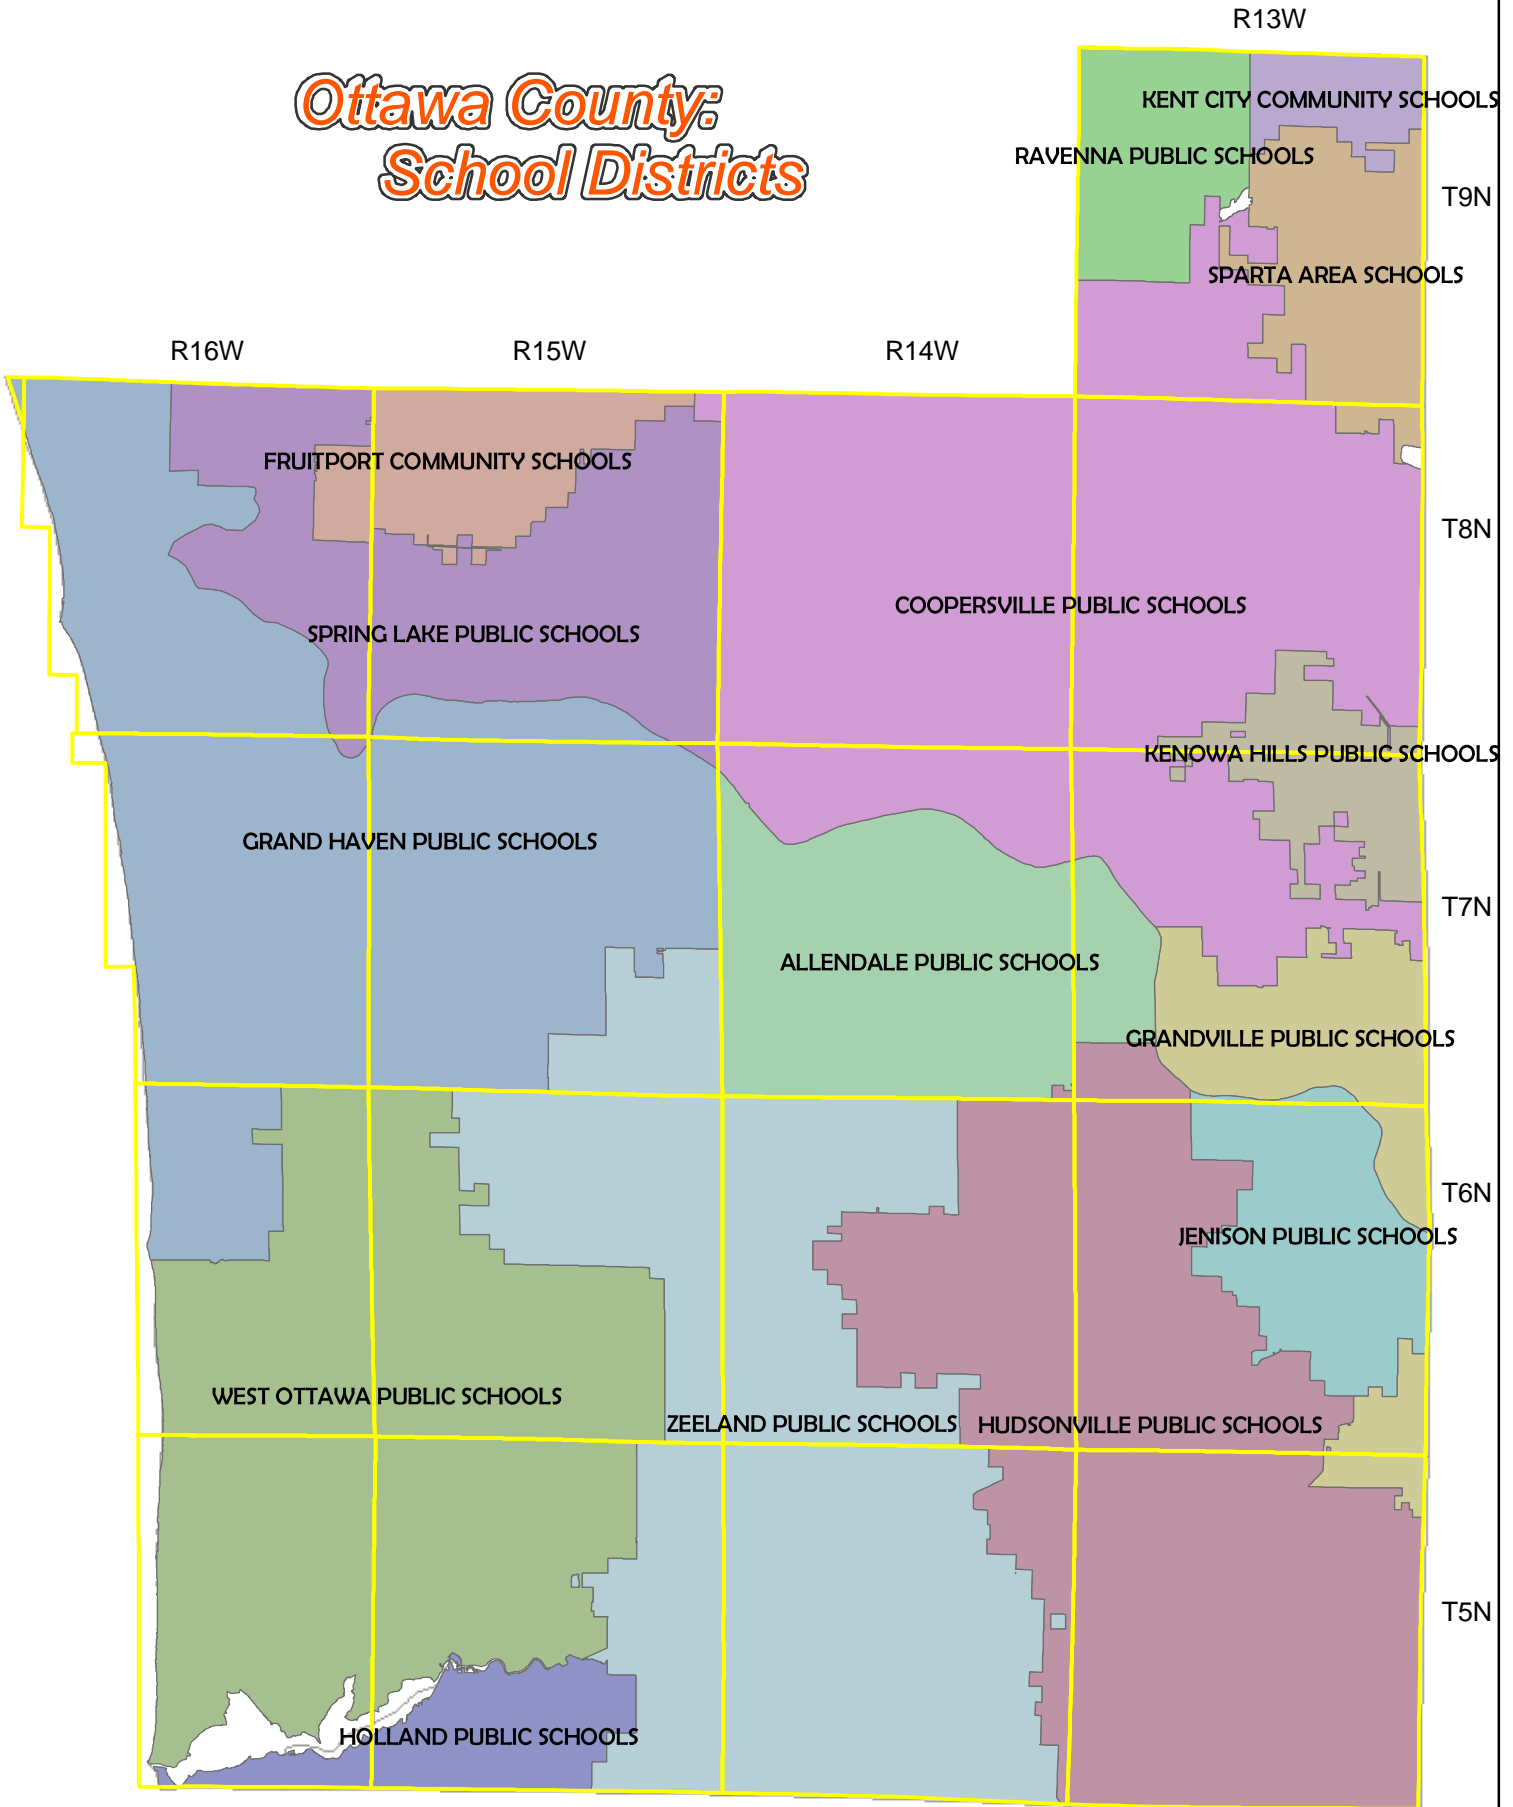 R13W
Ottawa County:
School Districts
KENT CITY COMMUNITY SCHOOLS
RAVENNA PUBLIC SCHOOLS
T9N
SPARTA AREA SCHOOLS
R16W
R15W
R14W
FRUITPORT COMMUNITY SCHOOLS
T8N
COOPERSVILLE PUBLIC SCHOOLS
SPRING LAKE PUBLIC SCHOOLS
KENOWA HILLS PUBLIC SCHOOLS
GRAND HAVEN PUBLIC SCHOOLS
T7N
ALLENDALE PUBLIC SCHOOLS
GRANDVILLE PUBLIC SCHOOLS
T6N
JENISON PUBLIC SCHOOLS
WEST OTTAWA PUBLIC SCHOOLS
ZEELAND PUBLIC SCHOOLS
HUDSONVILLE PUBLIC SCHOOLS
T5N
HOLLAND PUBLIC SCHOOLS